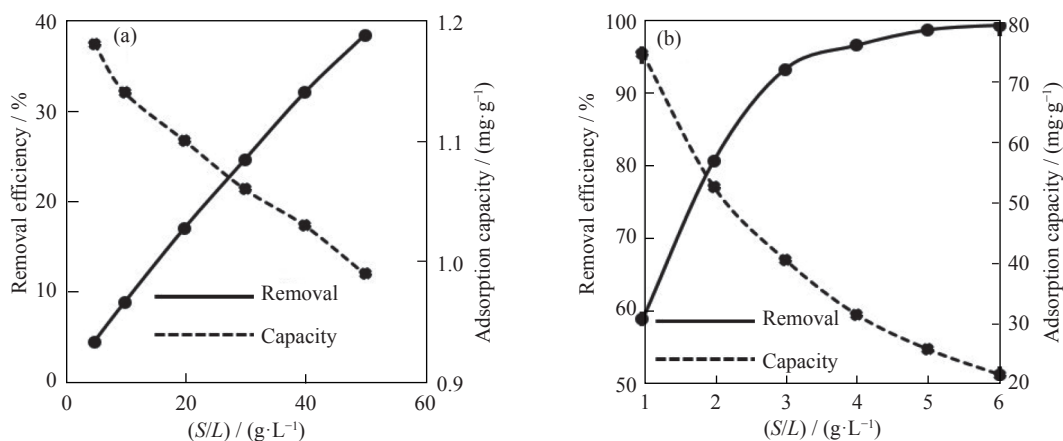 (a)
Removal efficiency / %
40
30
20
10
0
0
20
40
60
(S/L) / (g·L⁻¹)
1.2
1.1
1.0
0.9
Adsorption capacity / (mg·g⁻¹)
Removal
Capacity
(b)
Removal efficiency / %
100
90
80
70
60
50
1
2
3
4
5
6
(S/L) / (g·L⁻¹)
80
70
60
50
40
30
20
Adsorption capacity / (mg·g⁻¹)
Removal
Capacity